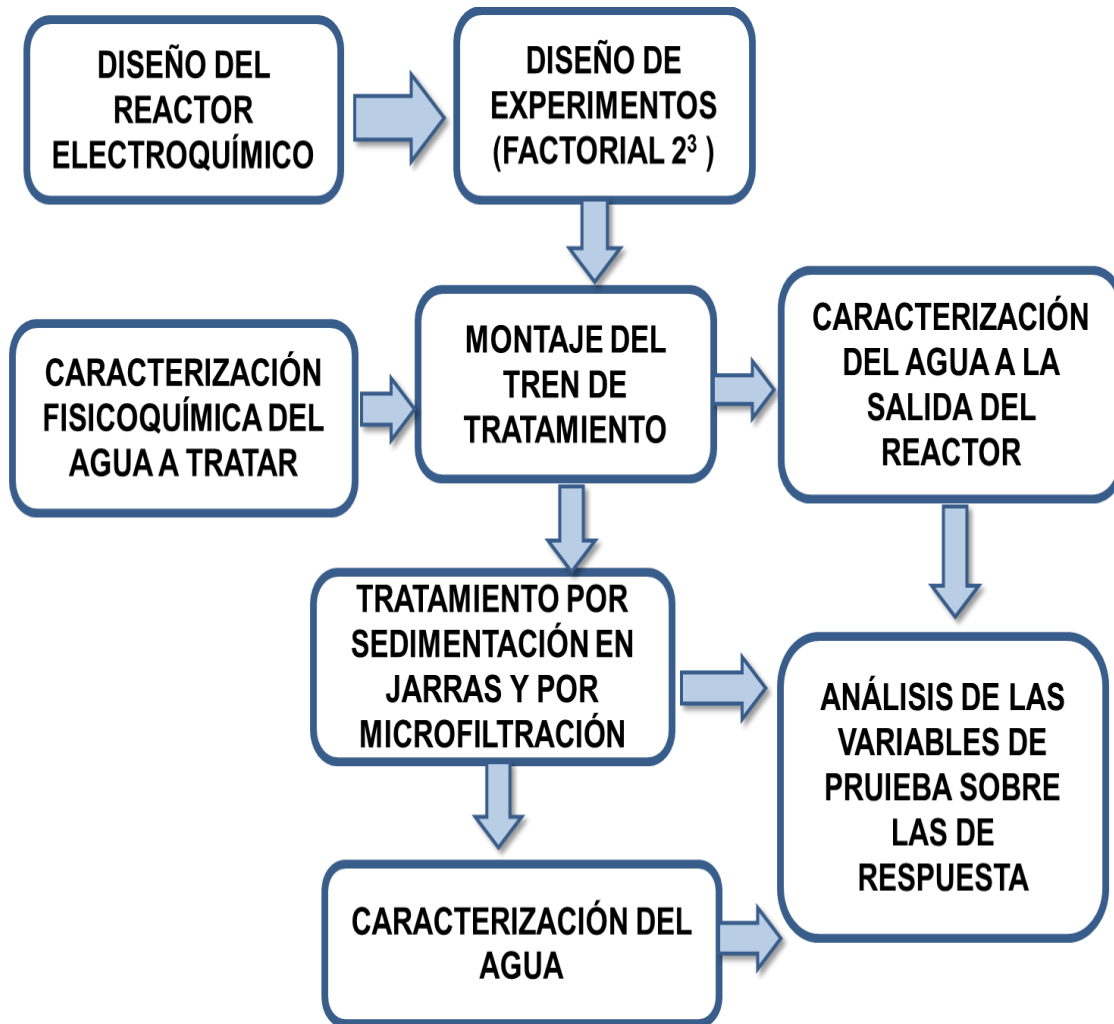 DISEÑO DEL
REACTOR
ELECTROQUÍMICO
DISEÑO DE
EXPERIMENTOS
(FACTORIAL 2³ )
CARACTERIZACIÓN
FISICOQUÍMICA DEL
AGUA A TRATAR
MONTAJE DEL
TREN DE
TRATAMIENTO
CARACTERIZACIÓN
DEL AGUA A LA
SALIDA DEL
REACTOR
TRATAMIENTO POR
SEDIMENTACIÓN EN
JARRAS Y POR
MICROFILTRACIÓN
ANÁLISIS DE LAS
VARIABLES DE
PRUIEBA SOBRE
LAS DE
RESPUESTA
CARACTERIZACIÓN DEL
AGUA